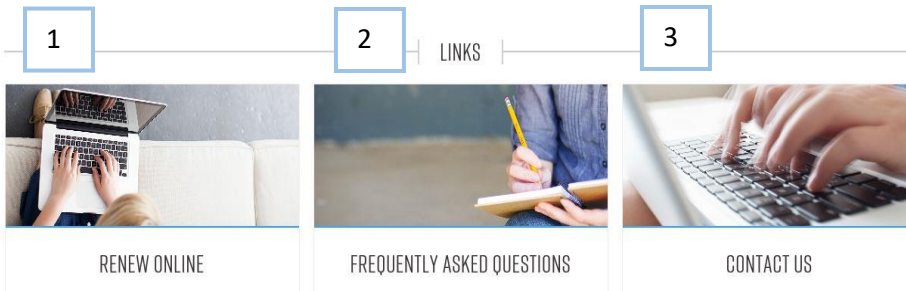 1
2
3
LINKS
RENEW ONLINE
FREQUENTLY ASKED QUESTIONS
CONTACT US